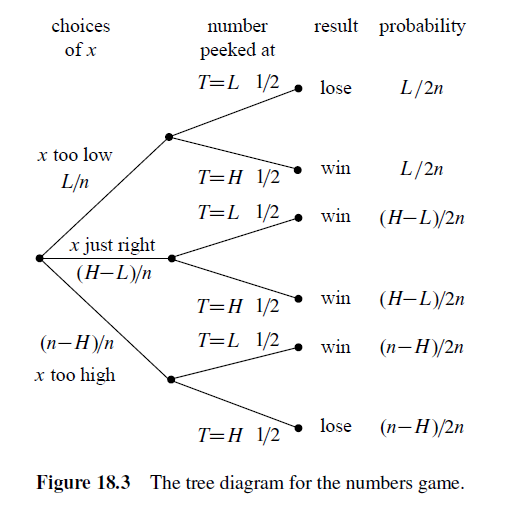 choices of x
number peeked at
result
probability
T=L 1/2
lose
L/2n
x too low
L/n
T=H 1/2
win
L/2n
T=L 1/2
win
(H−L)/2n
x just right
(H−L)/n
T=H 1/2
win
(H−L)/2n
(n−H)/n
x too high
T=L 1/2
win
(n−H)/2n
T=H 1/2
lose
(n−H)/2n
Figure 18.3 The tree diagram for the numbers game.